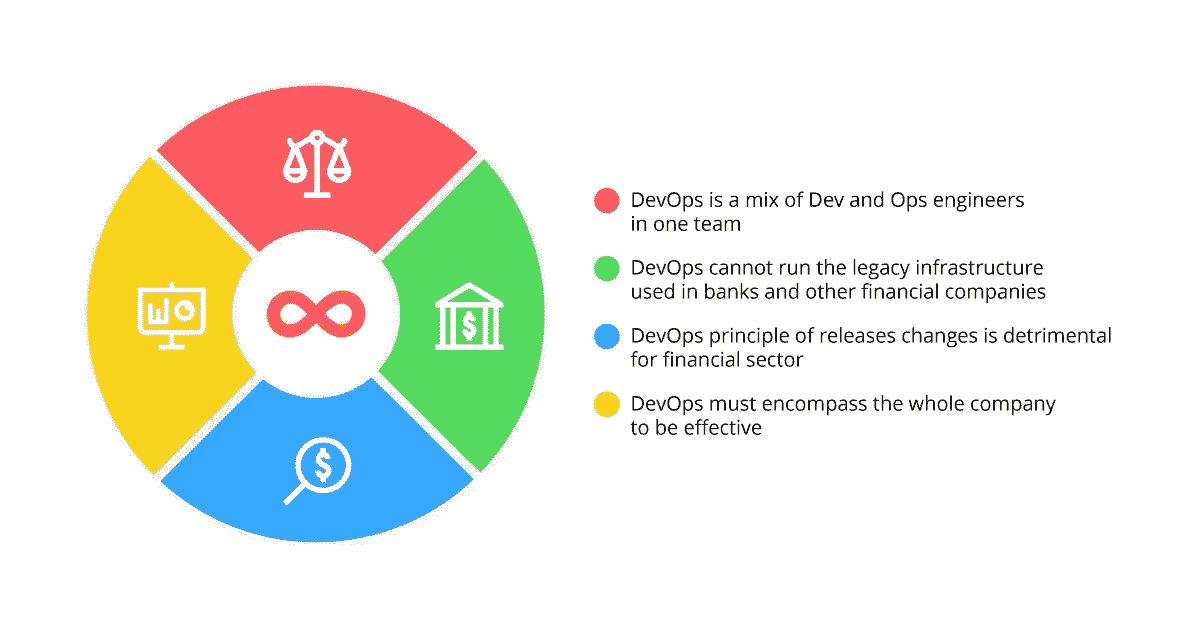 DevOps is a mix of Dev and Ops engineers
in one team
DevOps cannot run the legacy infrastructure
used in banks and other financial companies
DevOps principle of releases changes is detrimental
for financial sector
DevOps must encompass the whole company
to be effective